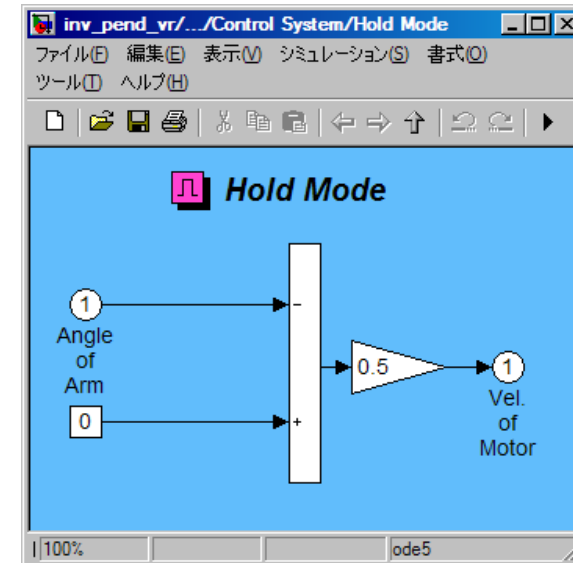 inv_pend_vr/.../Control System/Hold Mode
ファイル(F) 編集(E) 表示(V) シミュレーション(S) 書式(O)
ツール(T) ヘルプ(H)
Hold Mode
1
Angle
of
Arm
0
−
+
0.5
1
Vel.
of
Motor
100%
ode5